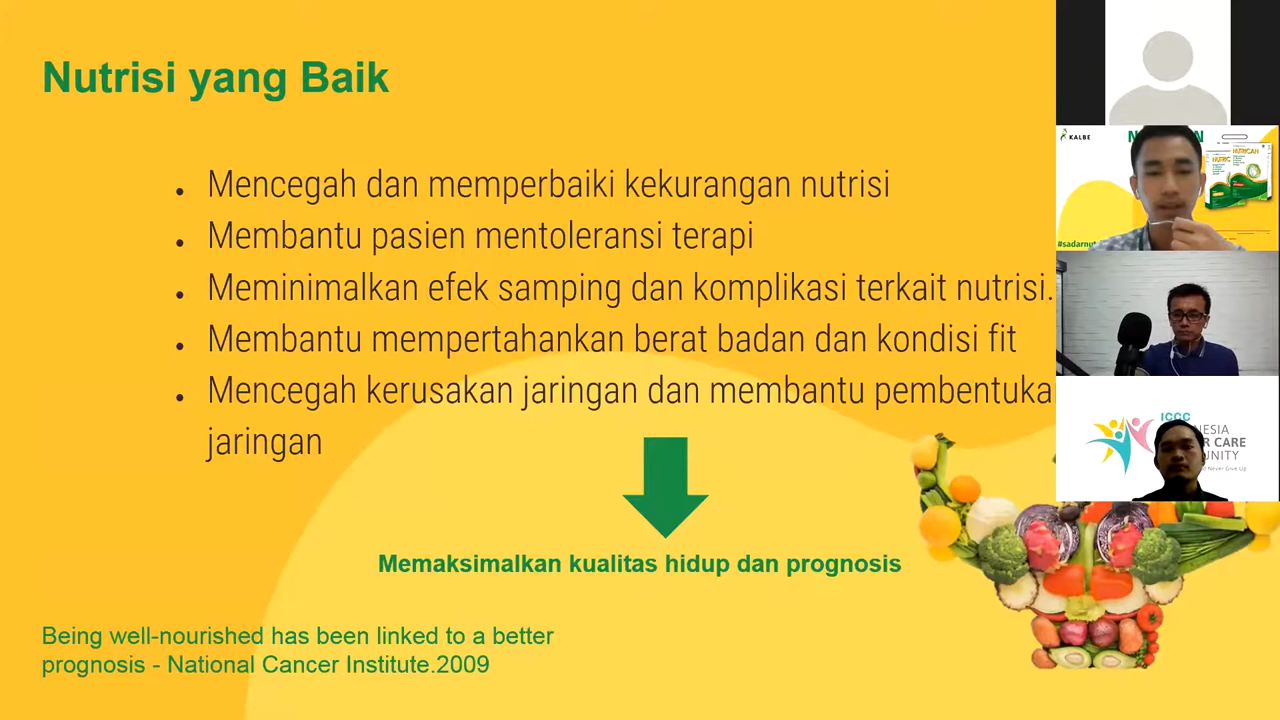 Nutrisi yang Baik
• Mencegah dan memperbaiki kekurangan nutrisi
• Membantu pasien mentoleransi terapi
• Meminimalkan efek samping dan komplikasi terkait nutrisi.
• Membantu mempertahankan berat badan dan kondisi fit
• Mencegah kerusakan jaringan dan membantu pembentuka
jaringan
Memaksimalkan kualitas hidup dan prognosis
Being well-nourished has been linked to a better
prognosis - National Cancer Institute.2009
KALBE
NUTRICAN
#sadarnut
ICCC
NESIA
R CARE
UNITY
d Never Give Up